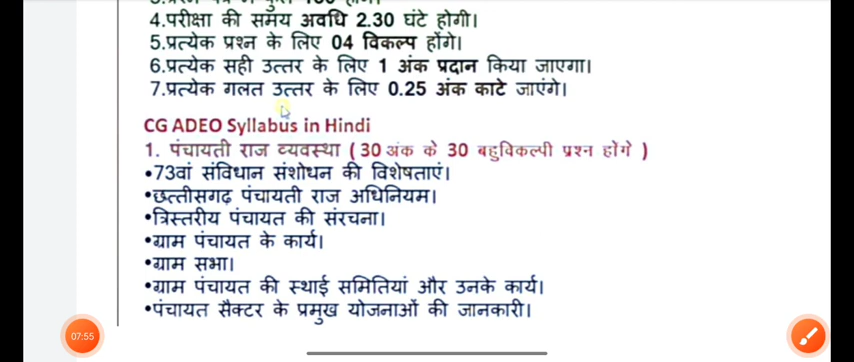 4.परीक्षा की समय अवधि 2.30 घंटे होगी।
5.प्रत्येक प्रश्न के लिए 04 विकल्प होंगे।
6.प्रत्येक सही उत्तर के लिए 1 अंक प्रदान किया जाएगा।
7.प्रत्येक गलत उत्तर के लिए 0.25 अंक काटे जाएंगे।
CG ADEO Syllabus in Hindi
1. पंचायती राज व्यवस्था ( 30 अंक के 30 बहुविकल्पी प्रश्न होंगे )
•73वां संविधान संशोधन की विशेषताएं।
•छत्तीसगढ़ पंचायती राज अधिनियम।
•त्रिस्तरीय पंचायत की संरचना।
•ग्राम पंचायत के कार्य।
•ग्राम सभा।
•ग्राम पंचायत की स्थाई समितियां और उनके कार्य।
•पंचायत सैक्टर के प्रमुख योजनाओं की जानकारी।
07:55